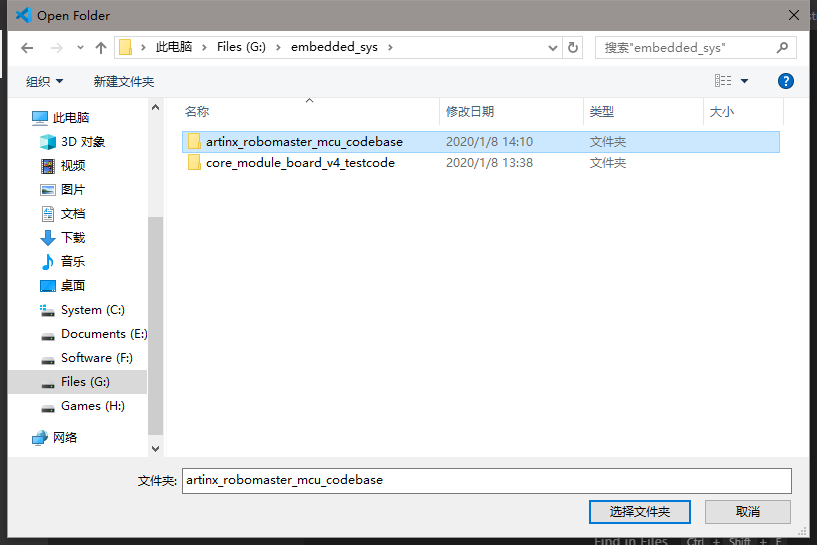 Open Folder
此电脑 Files (G:) embedded_sys
搜索"embedded_sys"
组织 新建文件夹
名称 修改日期 类型 大小
artinx_robomaster_mcu_codebase 2020/1/8 14:10 文件夹
core_module_board_v4_testcode 2020/1/8 13:38 文件夹
此电脑
3D 对象
视频
图片
文档
下载
音乐
桌面
System (C:)
Documents (E:)
Software (F:)
Files (G:)
Games (H:)
网络
文件夹: artinx_robomaster_mcu_codebase
选择文件夹 取消
Find in Files Ctrl + Shift + F